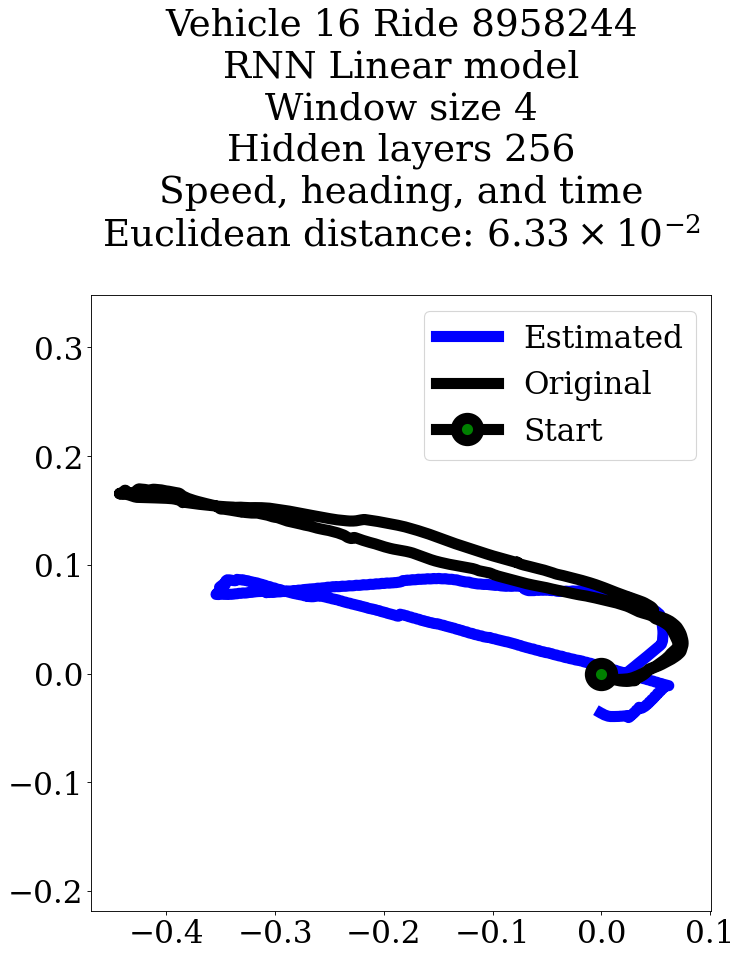 Vehicle 16 Ride 8958244
RNN Linear model
Window size 4
Hidden layers 256
Speed, heading, and time
Euclidean distance: 6.33 × 10⁻²
Estimated
Original
Start
0.3
0.2
0.1
0.0
−0.1
−0.2
−0.4 −0.3 −0.2 −0.1 0.0 0.1